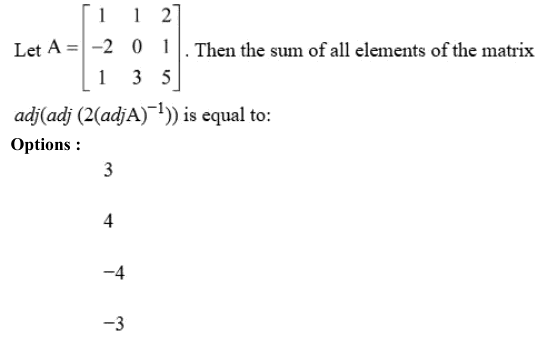 Let A = [1 1 2; -2 0 1; 1 3 5]. Then the sum of all elements of the matrix
adj(adj (2(adjA)⁻¹)) is equal to:
Options :
3
4
-4
-3